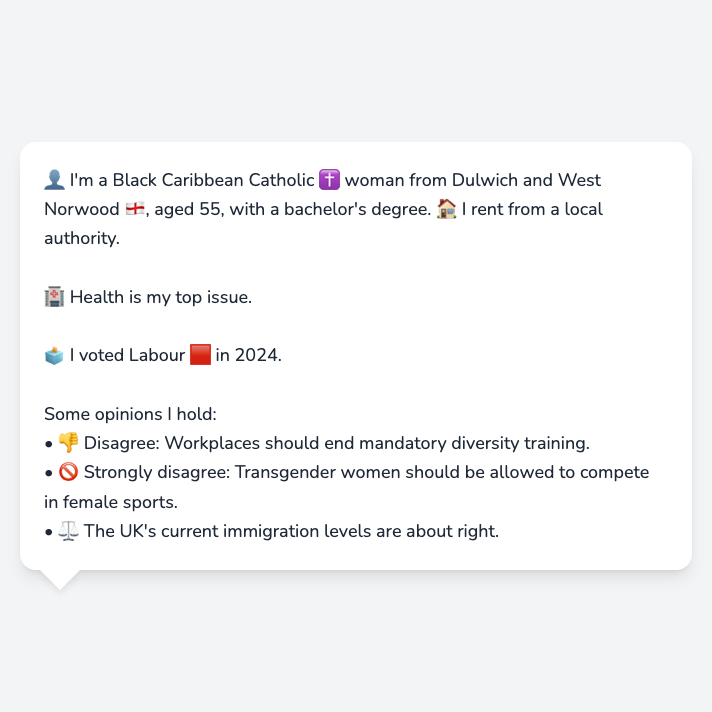 👤 I'm a Black Caribbean Catholic ✝️ woman from Dulwich and West
Norwood 🏴󠁧󠁢󠁥󠁮󠁧󠁿, aged 55, with a bachelor's degree. 🏠 I rent from a local
authority.
🏥 Health is my top issue.
🗳️ I voted Labour 🟥 in 2024.
Some opinions I hold:
• 👎 Disagree: Workplaces should end mandatory diversity training.
• 🚫 Strongly disagree: Transgender women should be allowed to compete
in female sports.
• ⚖️ The UK's current immigration levels are about right.